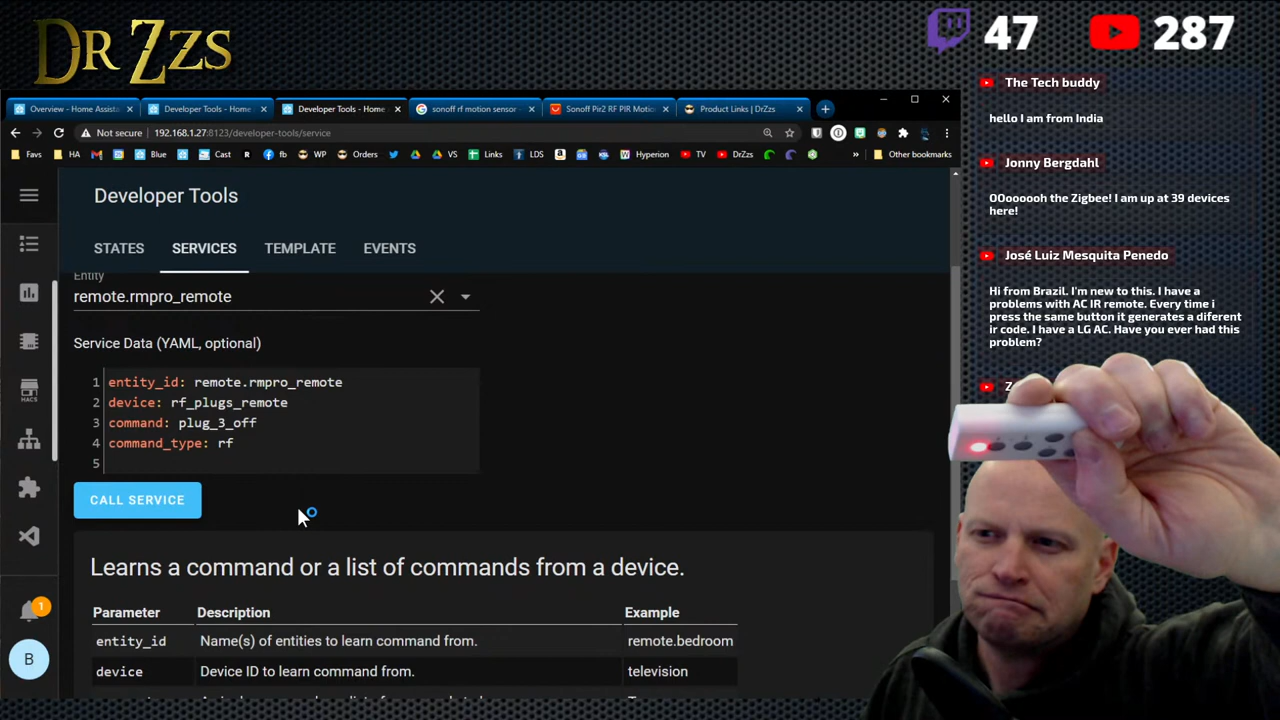 DR ZZS
47
287
Overview - Home Assista
Developer Tools - Home
Developer Tools - Home
sonoff rf motion sensor
Sonoff Pir2 RF PIR Motio
Product Links | DrZzs
Not secure
192.168.1.27:8123/developer-tools/service
Favs
HA
Blue
Cast
fb
WP
Orders
VS
Links
LDS
Hyperion
TV
DrZzs
Other bookmarks
Developer Tools
STATES
SERVICES
TEMPLATE
EVENTS
Entity
remote.rmpro_remote
Service Data (YAML, optional)
1 entity_id: remote.rmpro_remote
2 device: rf_plugs_remote
3 command: plug_3_off
4 command_type: rf
5
CALL SERVICE
Learns a command or a list of commands from a device.
Parameter Description Example
entity_id Name(s) of entities to learn command from. remote.bedroom
device Device ID to learn command from. television
HACS
1
B
The Tech buddy
hello I am from India
Jonny Bergdahl
OOoooooh the Zigbee! I am up at 39 devices
here!
José Luiz Mesquita Penedo
Hi from Brazil. I'm new to this. I have a
problems with AC IR remote. Every time i
press the same button it generates a diferent
ir code. I have a LG AC. Have you ever had this
problem?